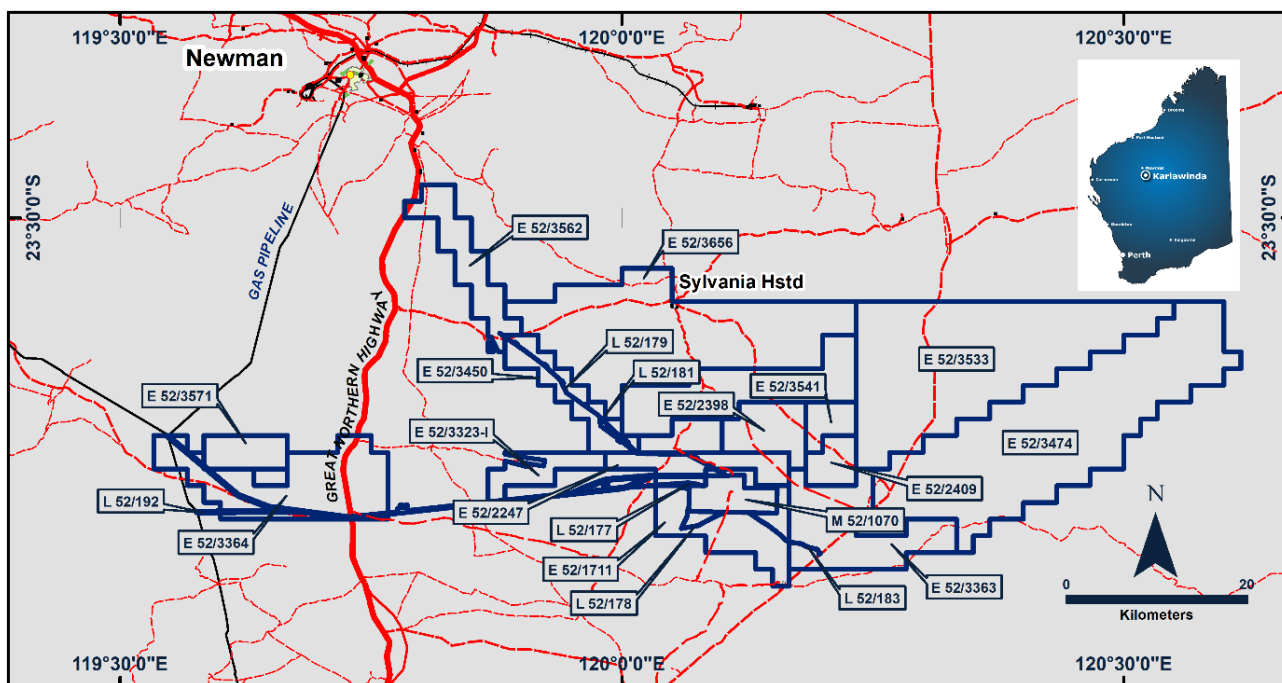 119°30'0"E
120°0'0"E
120°30'0"E
Newman
23°30'0"S
23°30'0"S
GAS PIPELINE
GREAT NORTHERN HIGHWAY
Karlawinda
Perth
E 52/3562
E 52/3656
Sylvania Hstd
L 52/179
E 52/3450
L 52/181
E 52/3533
E 52/3541
E 52/2398
E 52/3571
E 52/3323-I
E 52/3474
E 52/2409
L 52/192
E 52/2247
M 52/1070
E 52/3364
L 52/177
E 52/1711
E 52/3363
L 52/178
L 52/183
N
0
20
Kilometers
119°30'0"E
120°0'0"E
120°30'0"E